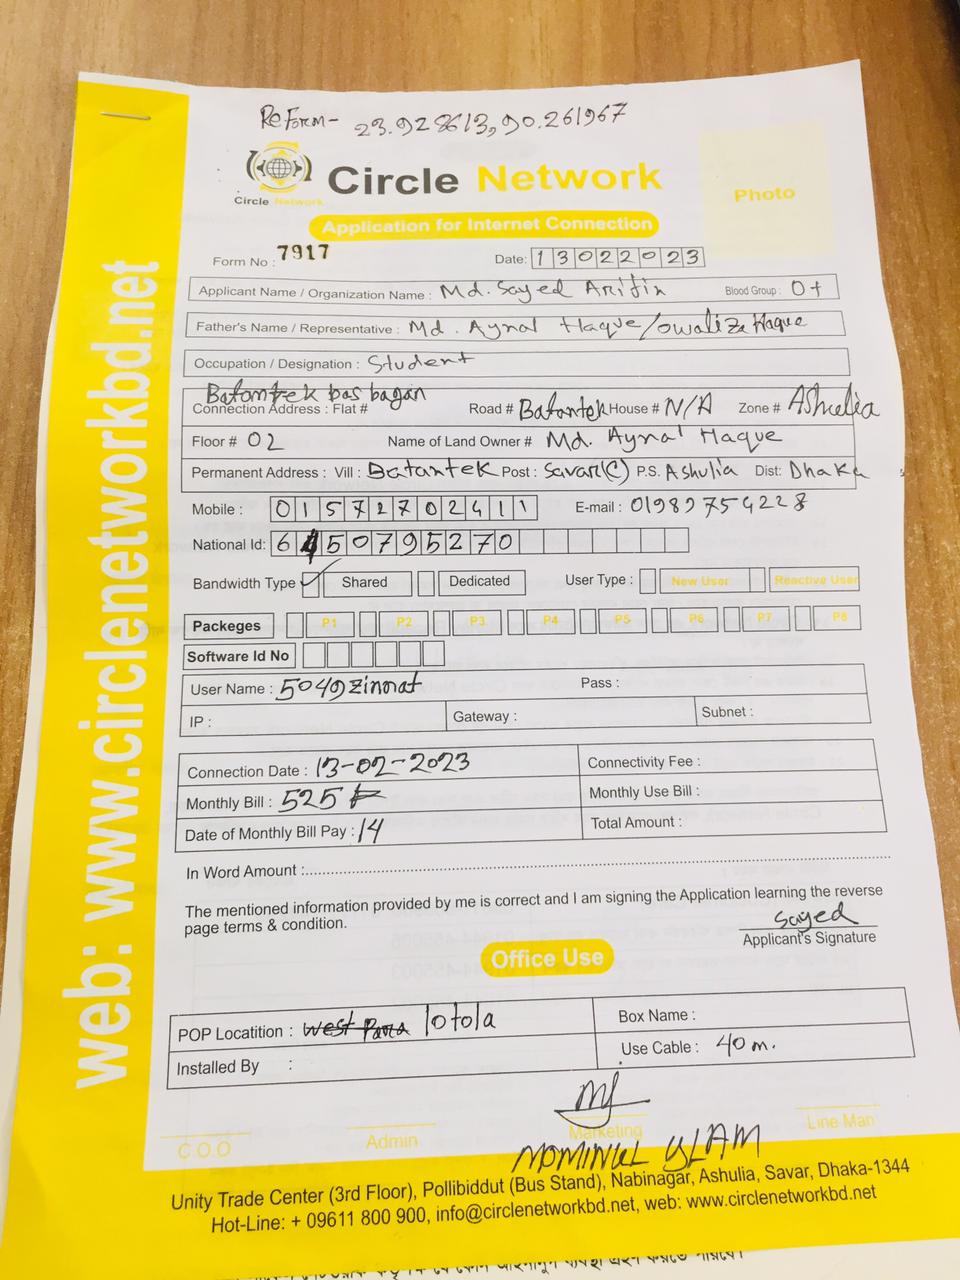 ReForm- 23.928613, 90.261967
Circle Network
Circle Network
Photo
Application for Internet Connection
Form No : 7917
Date: 13022023
Applicant Name / Organization Name : Md. Sayed Arifin Blood Group : O+
Father's Name / Representative : Md. Aynal Haque/owaliza Haque
Occupation / Designation : Student
Batamtek bas bagan
Connection Address : Flat # Road # Batantek House # N/A Zone # Ashulia
Floor # 02 Name of Land Owner # Md. Aynal Haque
Permanent Address : Vill : Batantek Post : Savar(C) P.S. Ashulia Dist: Dhaka
Mobile : 01572702411 E-mail : 01989754228
National Id: 6450795270
Bandwidth Type ✓ Shared Dedicated User Type : New User Reactive User
Packeges P1 P2 P3 P4 P5 P6 P7 P8
Software Id No
User Name : 5049zinnat Pass :
IP : Gateway : Subnet :
Connection Date : 13-02-2023 Connectivity Fee :
Monthly Bill : 525 Monthly Use Bill :
Date of Monthly Bill Pay : 14 Total Amount :
In Word Amount :
The mentioned information provided by me is correct and I am signing the Application learning the reverse
page terms & condition.
sayed
Applicant's Signature
Office Use
POP Locatition : West Para 10tola Box Name :
Installed By : Use Cable : 40 m.
C.O.O Admin Marketing Line Man
MOMINUL ISLAM
Unity Trade Center (3rd Floor), Pollibiddut (Bus Stand), Nabinagar, Ashulia, Savar, Dhaka-1344
Hot-Line: + 09611 800 900, info@circlenetworkbd.net, web: www.circlenetworkbd.net
web: www.circlenetworkbd.net